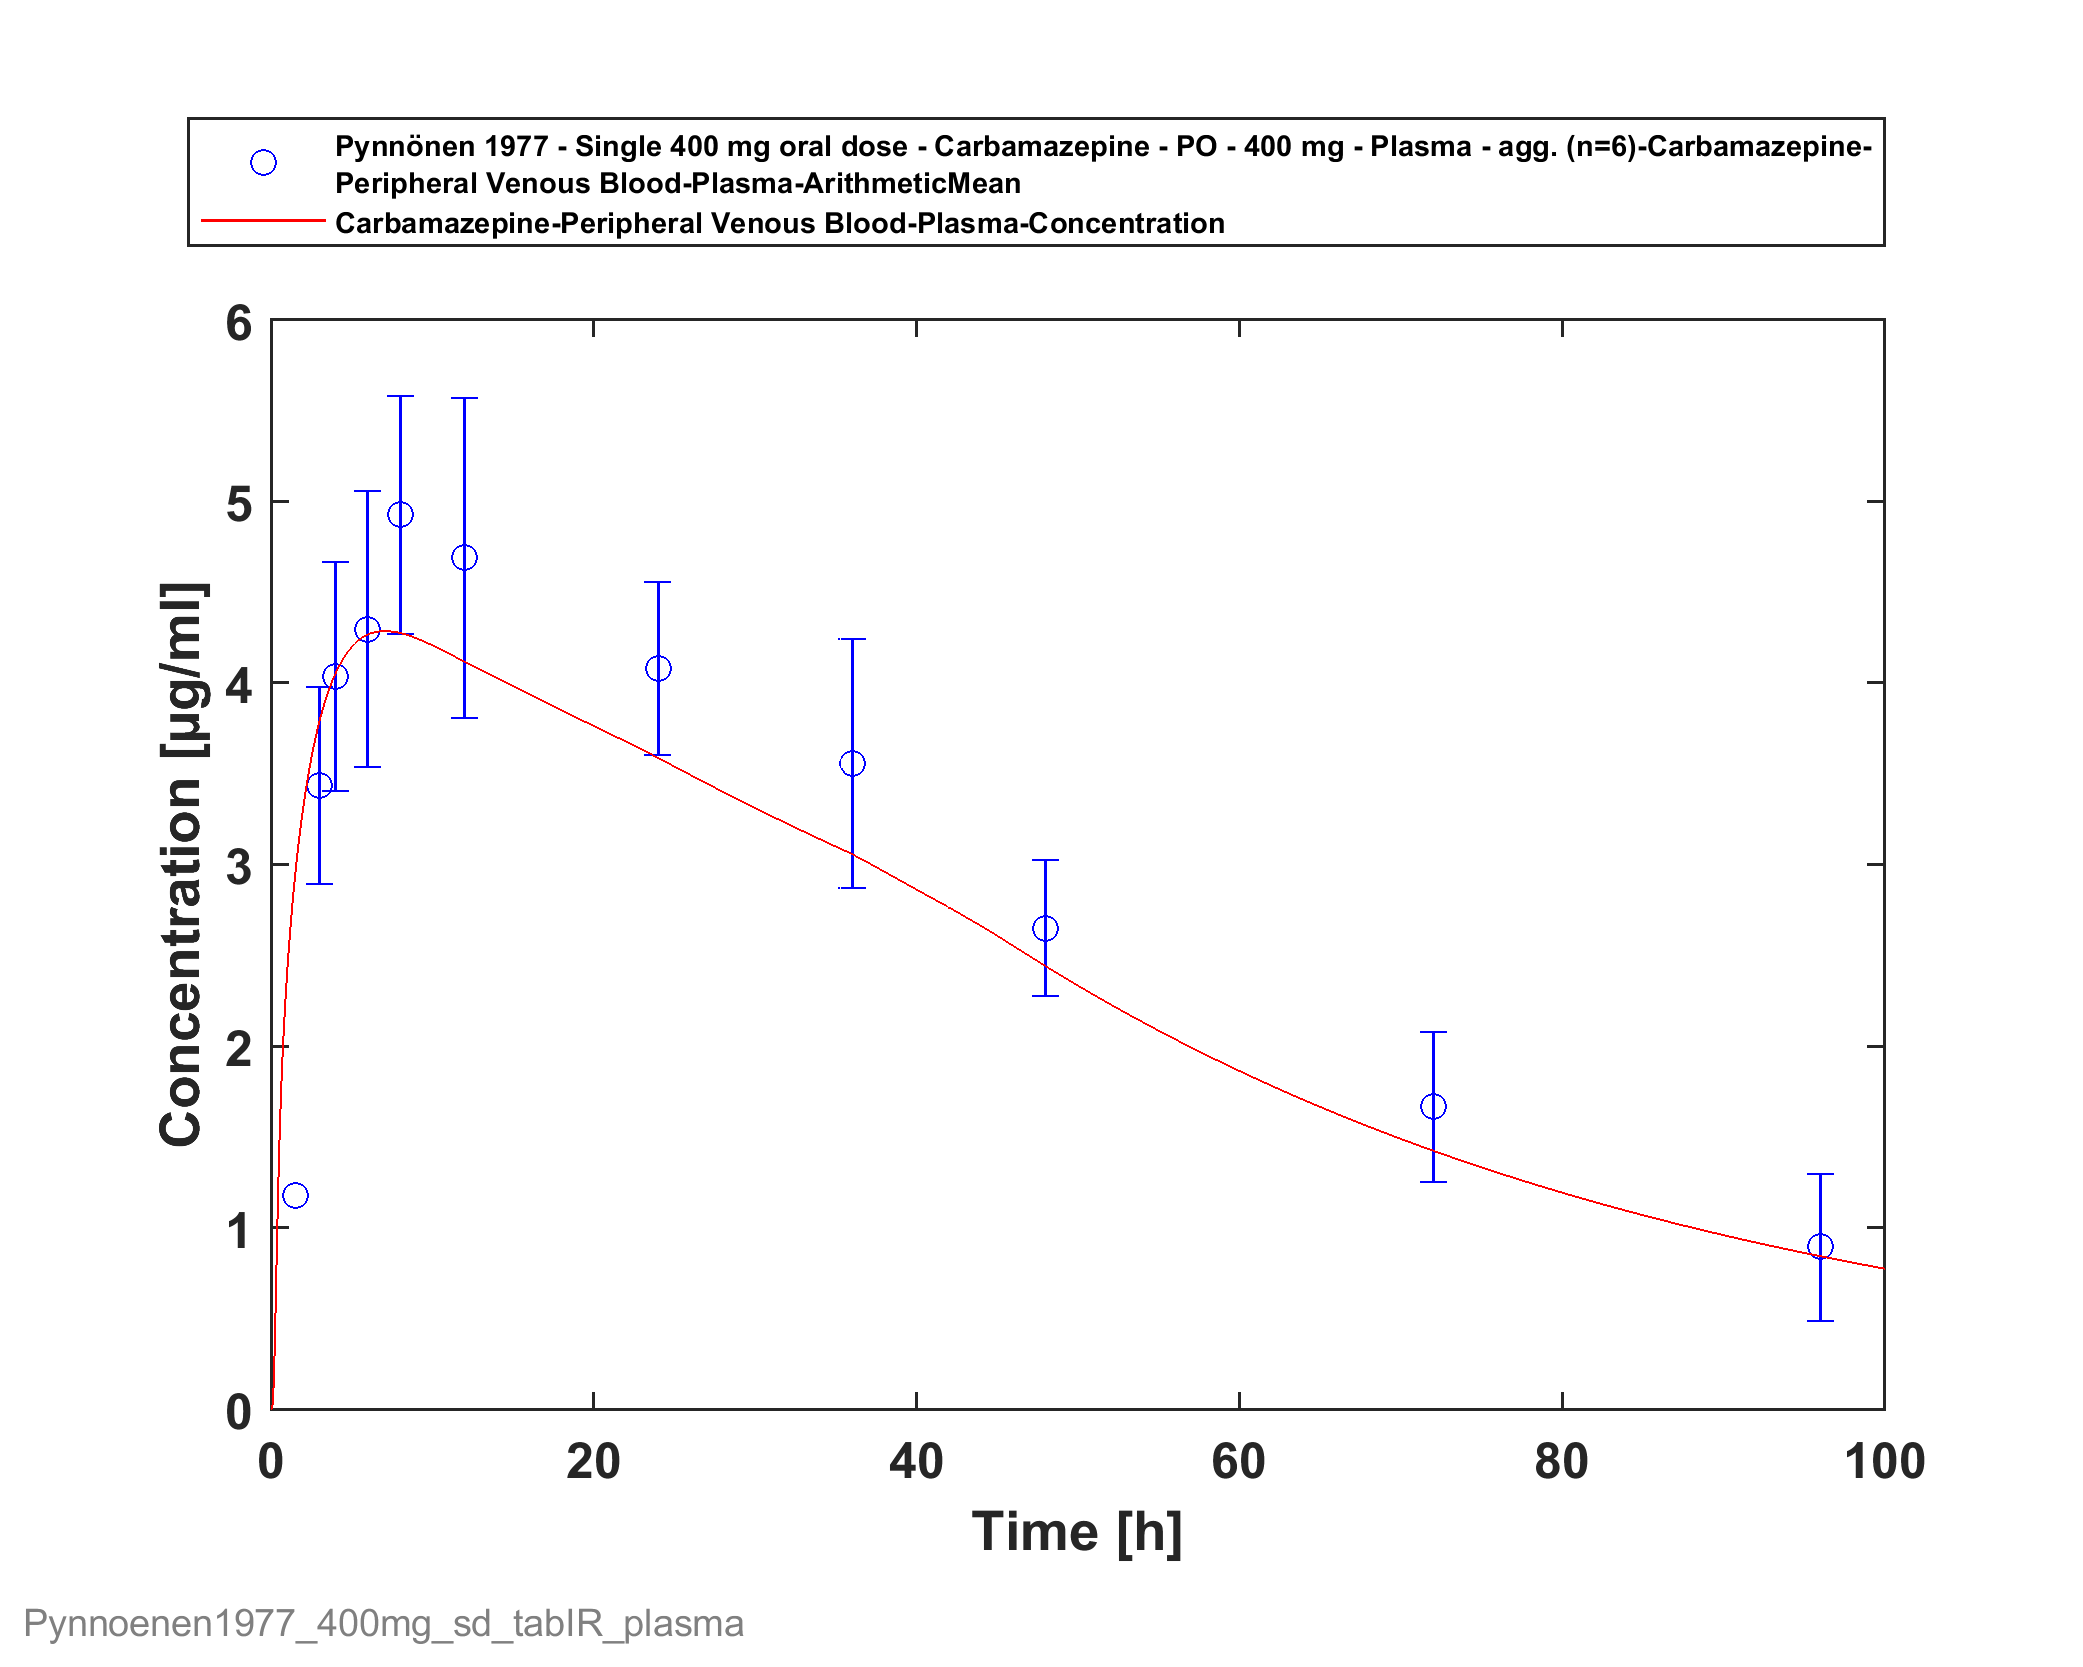 Pynnönen 1977 - Single 400 mg oral dose - Carbamazepine - PO - 400 mg - Plasma - agg. (n=6)-Carbamazepine-
Peripheral Venous Blood-Plasma-ArithmeticMean
Carbamazepine-Peripheral Venous Blood-Plasma-Concentration
6
5
4
3
2
1
0
Concentration [µg/ml]
0 20 40 60 80 100
Time [h]
Pynnoenen1977_400mg_sd_tabIR_plasma